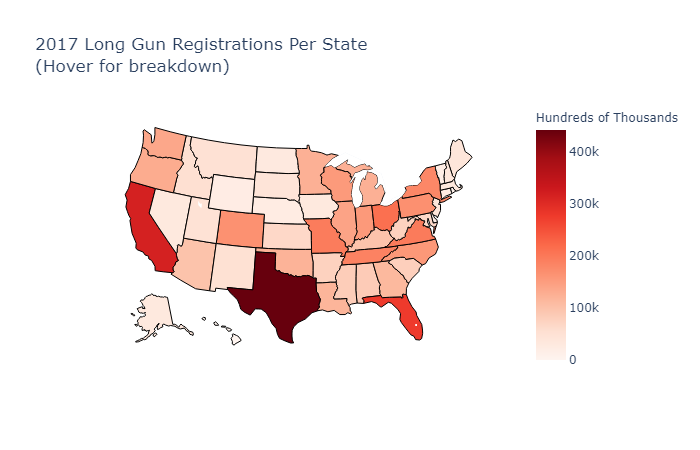 2017 Long Gun Registrations Per State
(Hover for breakdown)
Hundreds of Thousands
400k
300k
200k
100k
0